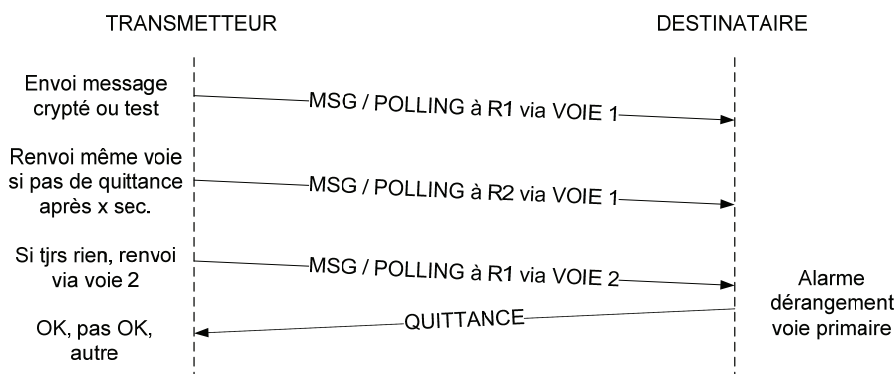 TRANSMETTEUR
DESTINATAIRE
Envoi message
crypté ou test
MSG / POLLING à R1 via VOIE 1
Renvoi même voie
si pas de quittance
après x sec.
MSG / POLLING à R2 via VOIE 1
Si tjrs rien, renvoi
via voie 2
MSG / POLLING à R1 via VOIE 2
Alarme
dérangement
voie primaire
QUITTANCE
OK, pas OK,
autre